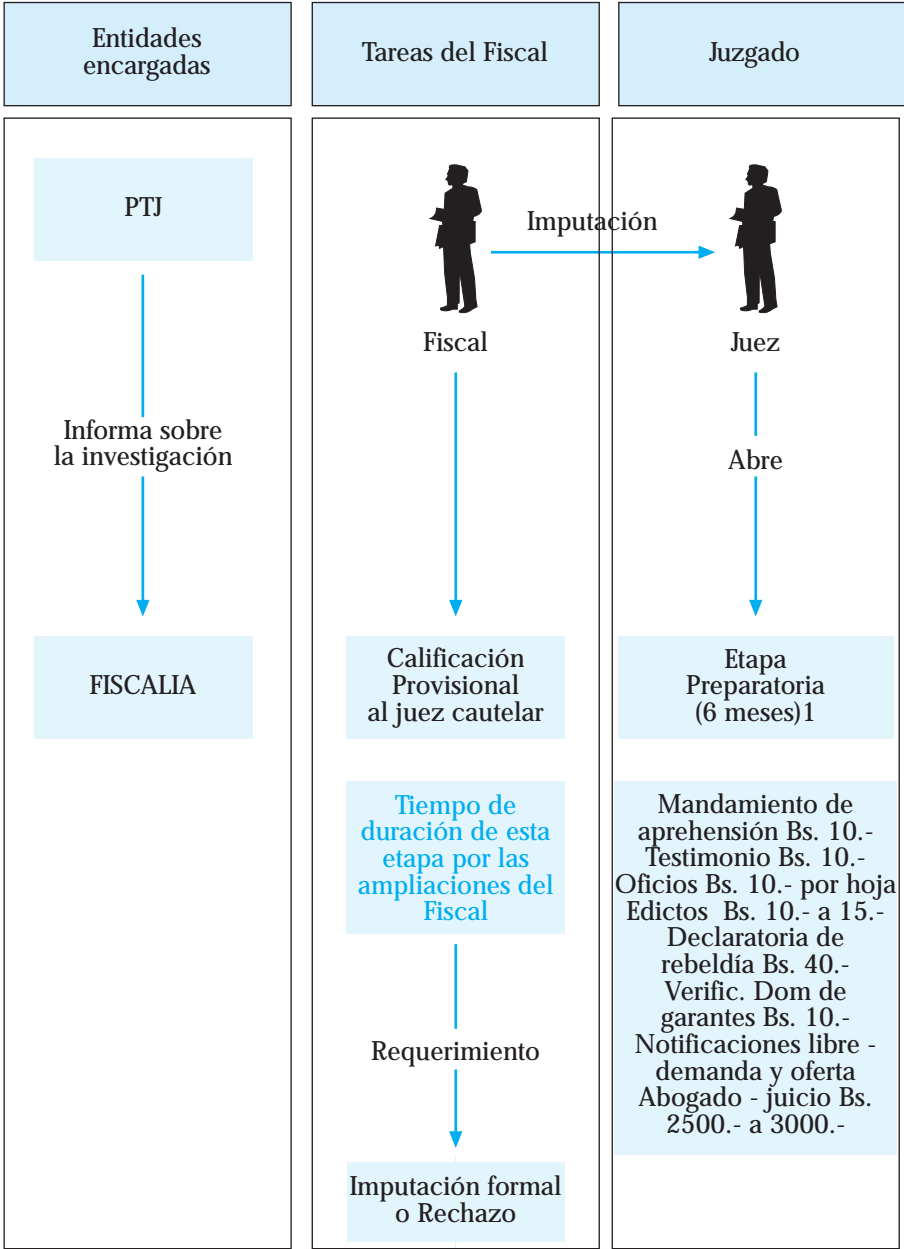 Entidades
encargadas
Tareas del Fiscal
Juzgado
PTJ
Informa sobre
la investigación
FISCALIA
Imputación
Fiscal
Calificación
Provisional
al juez cautelar
Tiempo de
duración de esta
etapa por las
ampliaciones del
Fiscal
Requerimiento
Imputación formal
o Rechazo
Juez
Abre
Etapa
Preparatoria
(6 meses)1
Mandamiento de
aprehensión Bs. 10.-
Testimonio Bs. 10.-
Oficios Bs. 10.- por hoja
Edictos Bs. 10.- a 15.-
Declaratoria de
rebeldía Bs. 40.-
Verific. Dom de
garantes Bs. 10.-
Notificaciones libre -
demanda y oferta
Abogado - juicio Bs.
2500.- a 3000.-